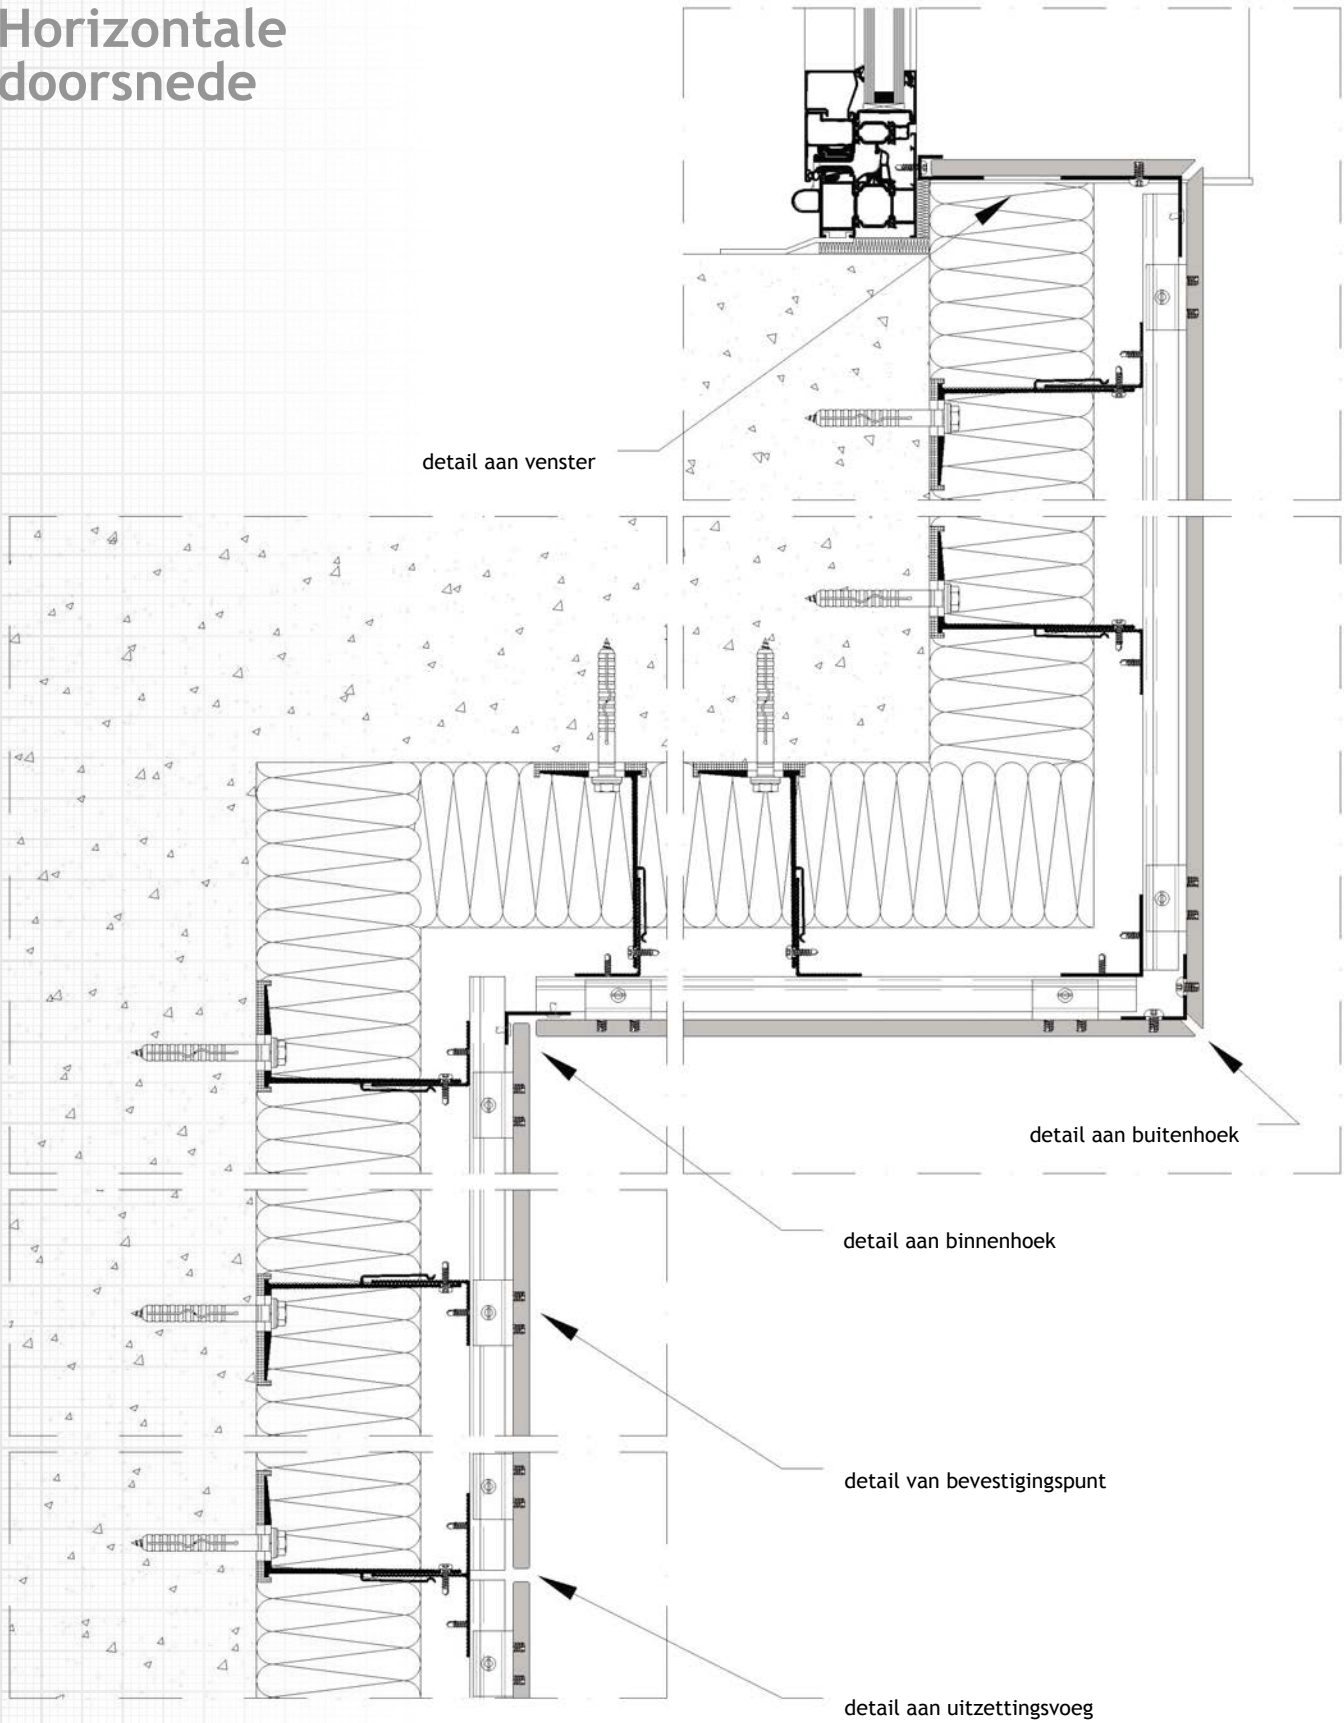 Horizontale
doorsnede
detail aan venster
detail aan buitenhoek
detail aan binnenhoek
detail van bevestigingspunt
detail aan uitzettingsvoeg